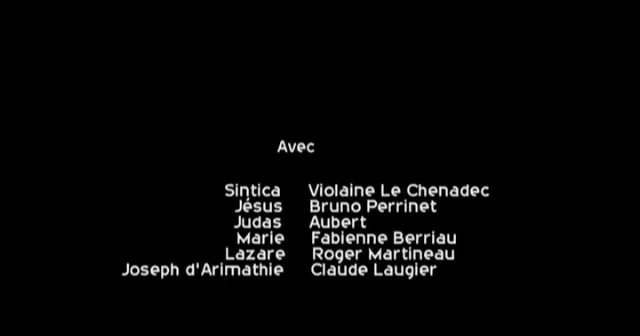 Avec
Sintica Violaine Le Chenadec
Jésus Bruno Perrinet
Judas Aubert
Marie Fabienne Berriau
Lazare Roger Martineau
Joseph d'Arimathie Claude Laugier